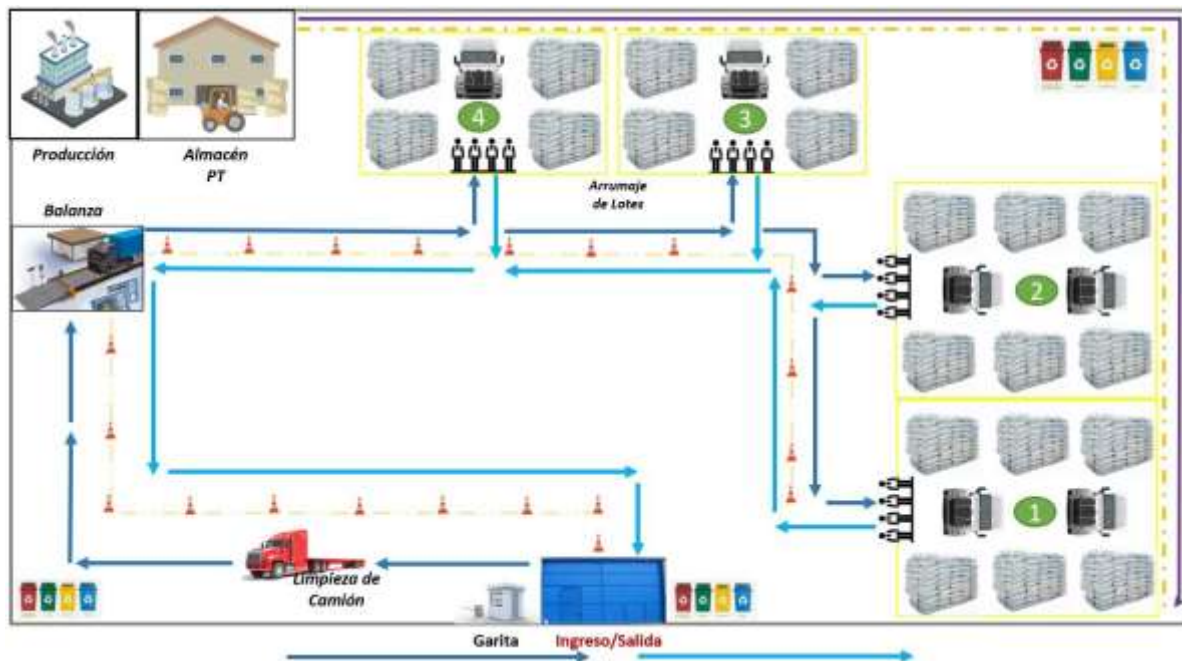 Producción
Almacén
PT
4
3
Arrumaje
de Lotes
Balanza
2
1
Limpieza de
Camión
Garita
Ingreso/Salida